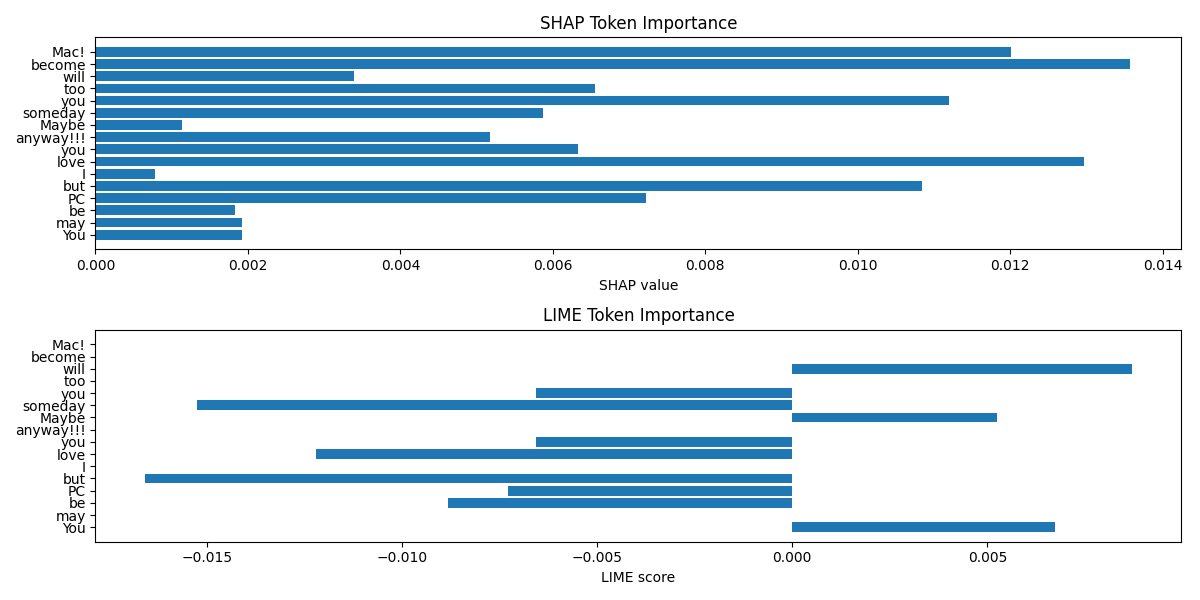 SHAP Token Importance
Mac!
become
will
too
you
someday
Maybe
anyway!!!
you
love
I
but
PC
be
may
You
0.000 0.002 0.004 0.006 0.008 0.010 0.012 0.014
SHAP value
LIME Token Importance
Mac!
become
will
too
you
someday
Maybe
anyway!!!
you
love
I
but
PC
be
may
You
−0.015 −0.010 −0.005 0.000 0.005
LIME score